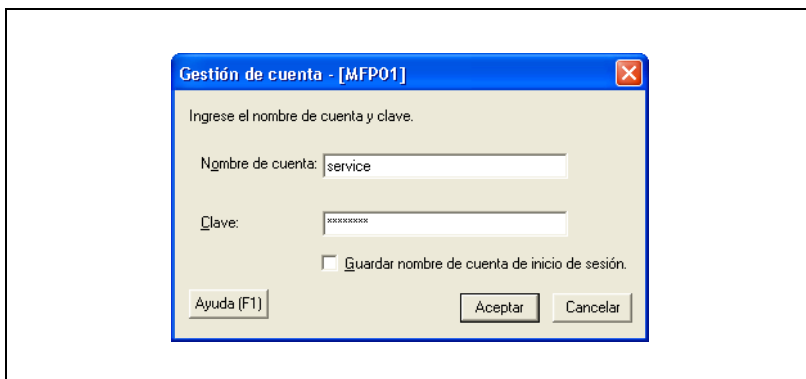 Gestión de cuenta - [MFP01]
Ingrese el nombre de cuenta y clave.
Nombre de cuenta: service
Clave: ********
Guardar nombre de cuenta de inicio de sesión.
Ayuda (F1) Aceptar Cancelar